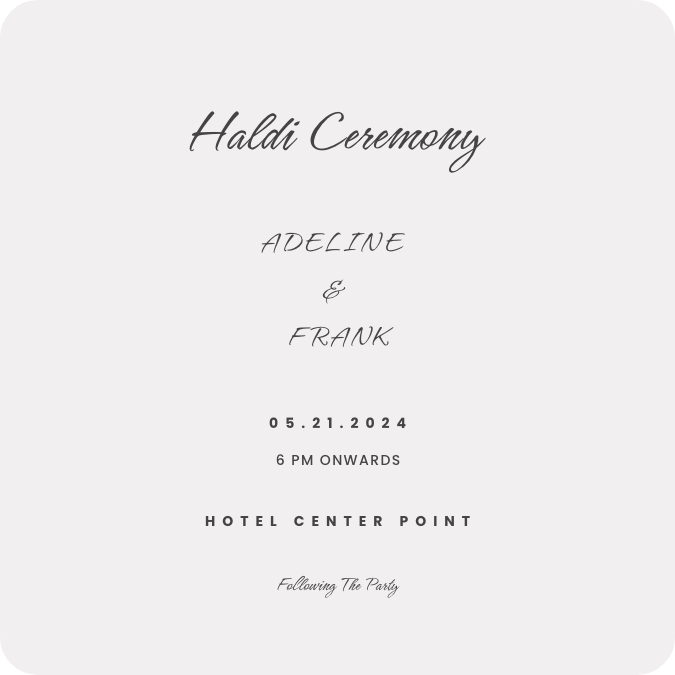 Haldi Ceremony
ADELINE
&
FRANK
05.21.2024
6 PM ONWARDS
HOTEL CENTER POINT
Following The Party